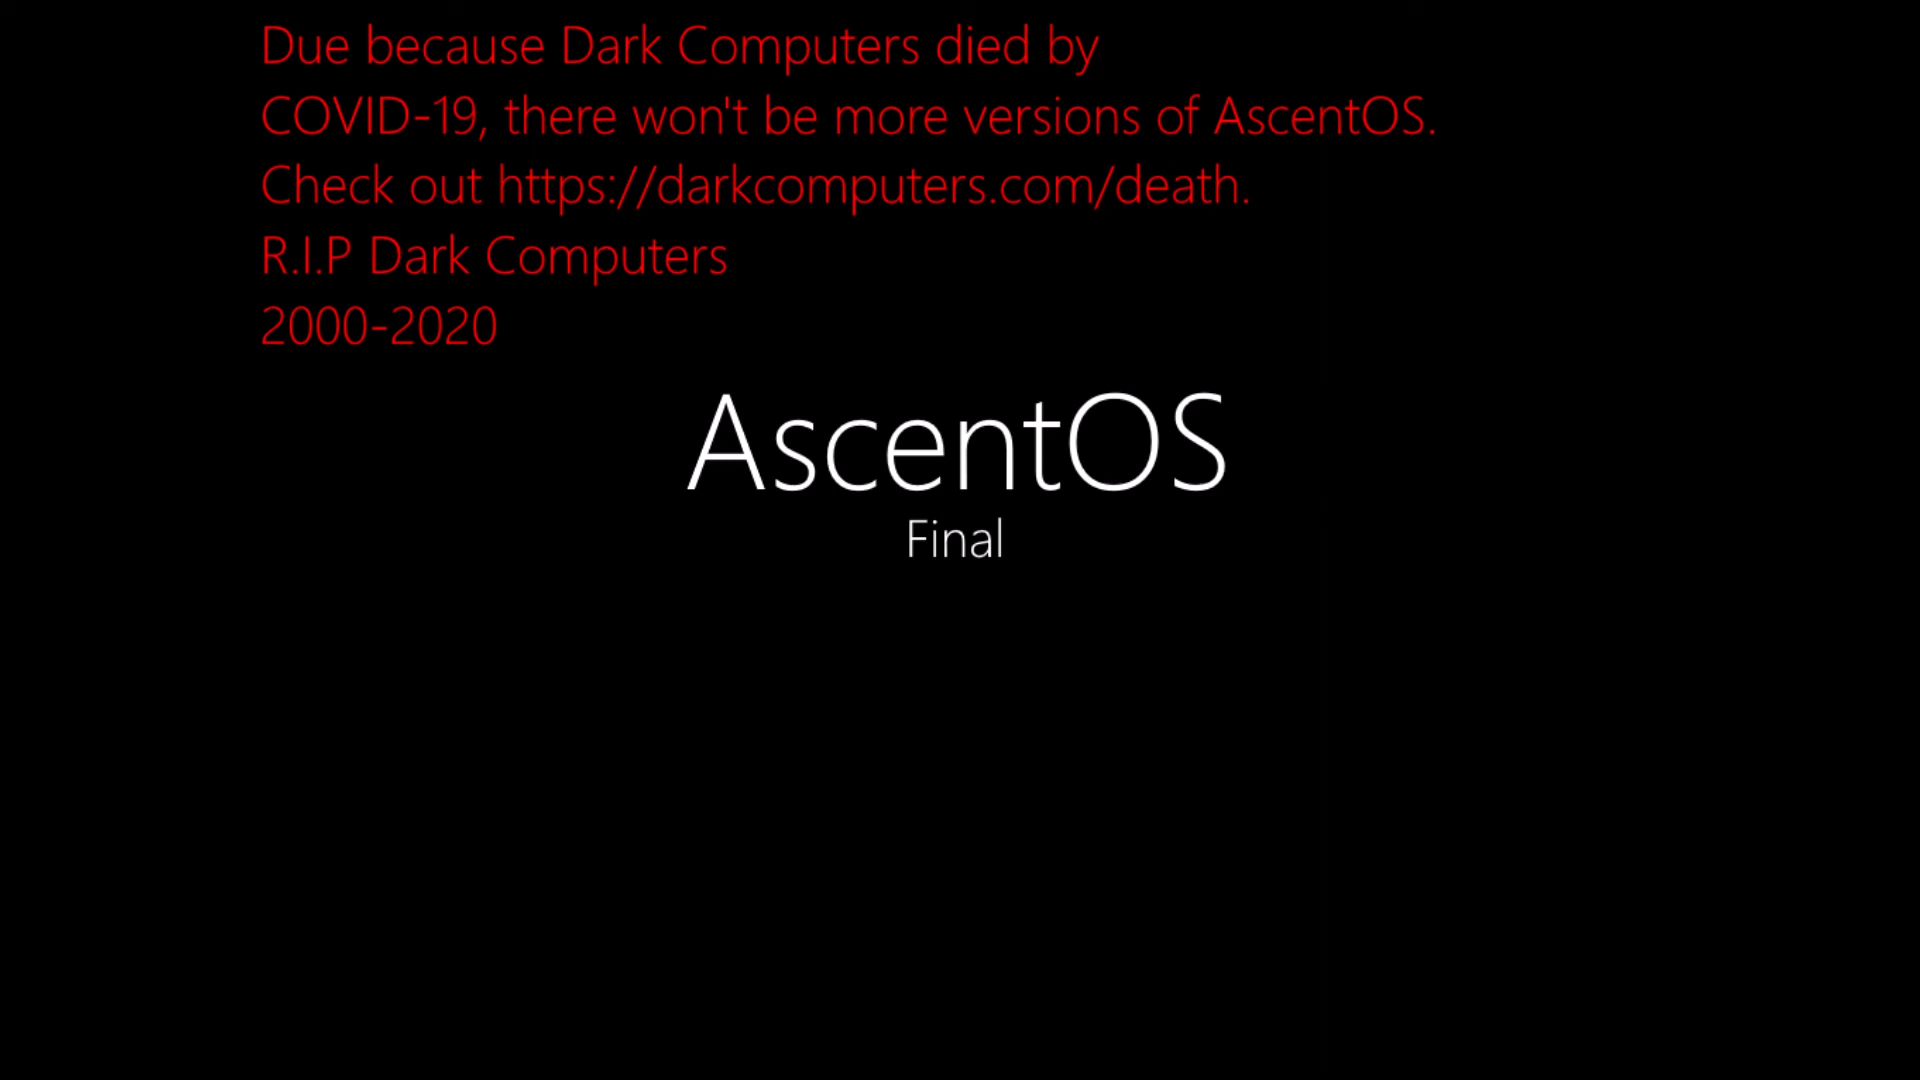 Due because Dark Computers died by
COVID-19, there won't be more versions of AscentOS.
Check out https://darkcomputers.com/death.
R.I.P Dark Computers
2000-2020
AscentOS
Final